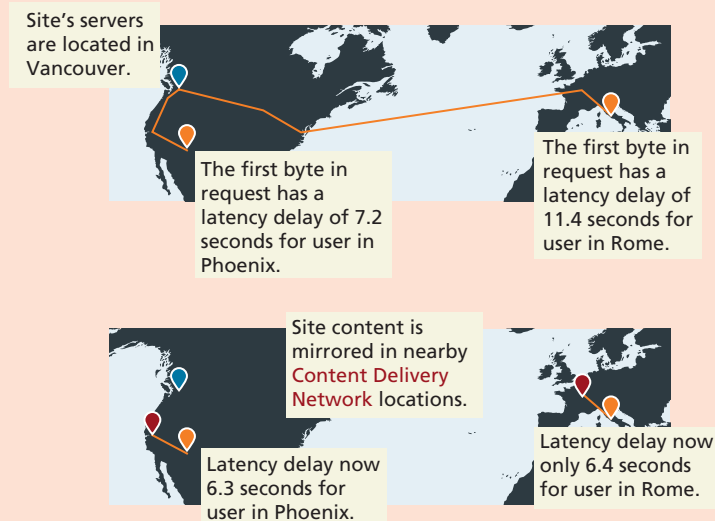 Site's servers
are located in
Vancouver.
The first byte in
request has a
latency delay of 7.2
seconds for user in
Phoenix.
The first byte in
request has a
latency delay of
11.4 seconds for
user in Rome.
Site content is
mirrored in nearby
Content Delivery
Network locations.
Latency delay now
6.3 seconds for
user in Phoenix.
Latency delay now
only 6.4 seconds
for user in Rome.